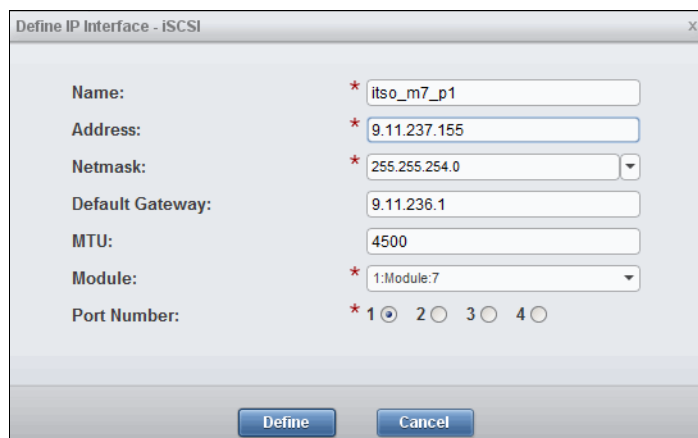 Define IP Interface - iSCSI x
Name: * itso_m7_p1
Address: * 9.11.237.155
Netmask: * 255.255.254.0
Default Gateway: 9.11.236.1
MTU: 4500
Module: * 1:Module:7
Port Number: * 1 2 3 4
Define Cancel